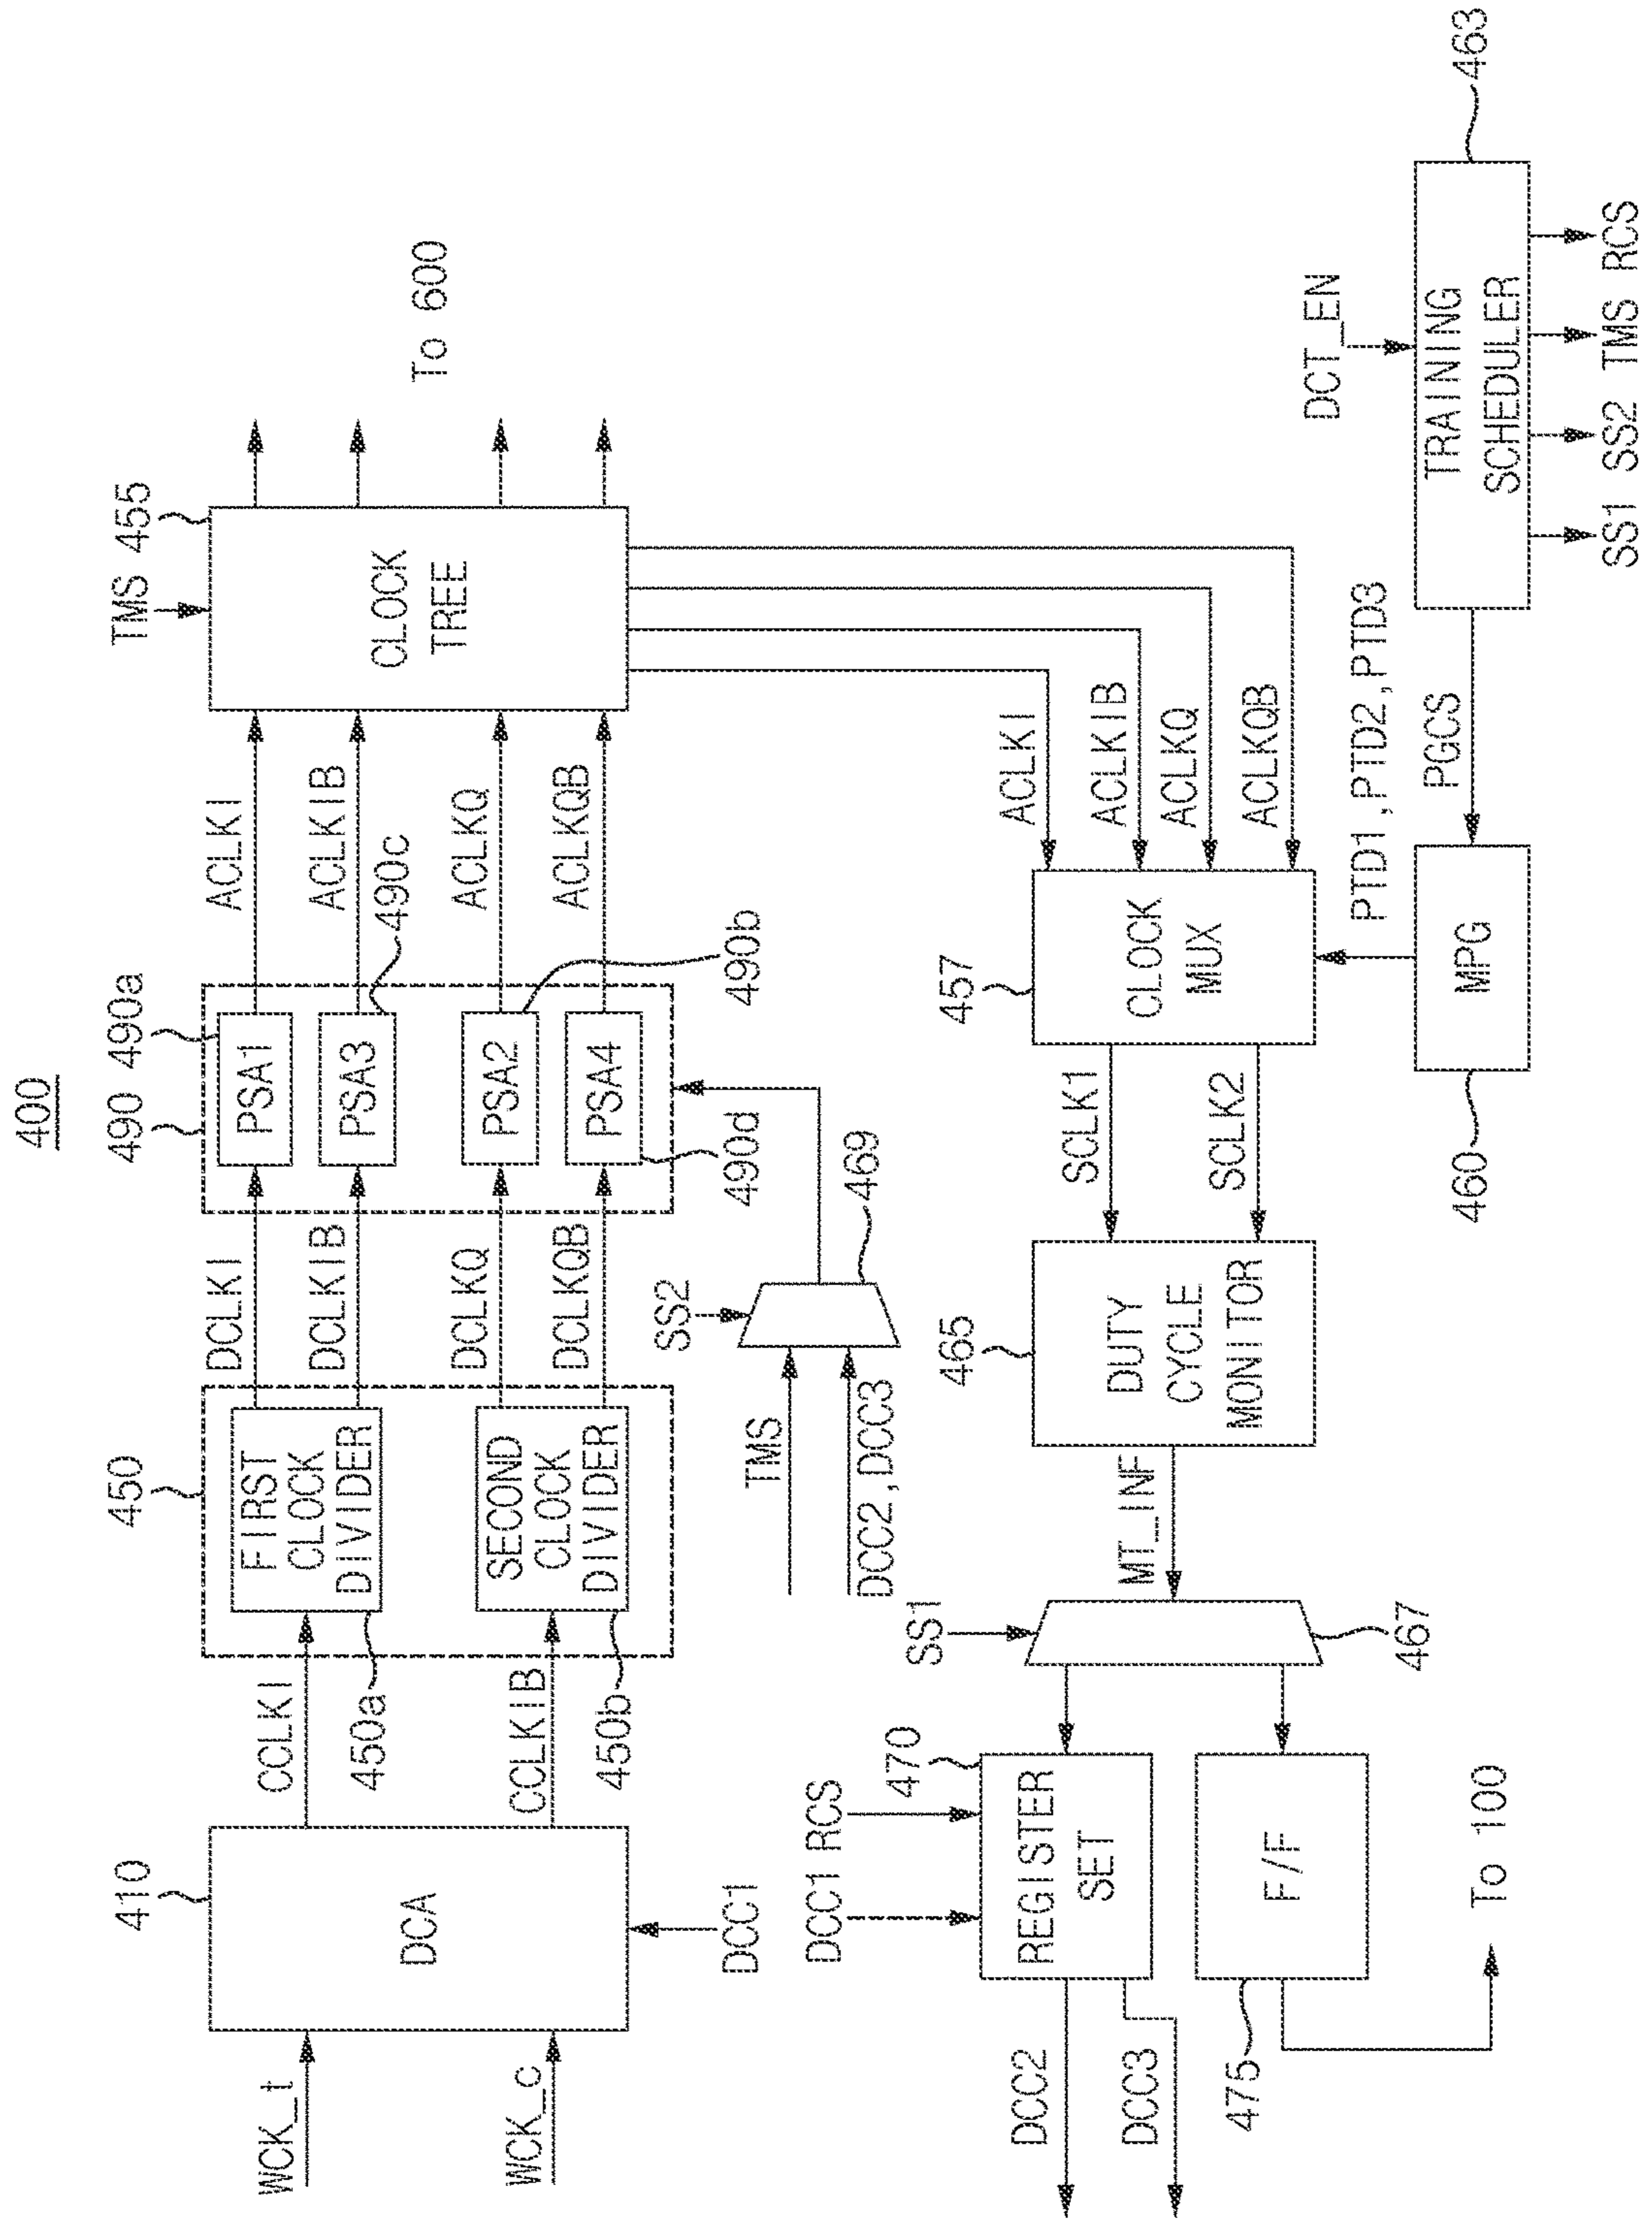 400
WCK_t
WCK_c
410
DCA
DCC1
CCLKI
CCLKIB
450
450a
450b
FIRST
CLOCK
DIVIDER
SECOND
CLOCK
DIVIDER
DCLKI
DCLKIB
DCLKQ
DCLKQB
490
490a
PSA1
PSA3
490c
PSA2
490b
PSA4
490d
ACLKI
ACLKIB
ACLKQ
ACLKQB
TMS
455
CLOCK
TREE
To 600
TMS
DCC2,DCC3
SS2
469
ACLKI
ACLKIB
ACLKQ
ACLKQB
457
CLOCK
MUX
SCLK1
SCLK2
465
DUTY
CYCLE
MONITOR
MT_INF
SS1
467
470
DCC1
RCS
REGISTER
SET
DCC2
DCC3
F/F
475
To 100
PTD1,PTD2,PTD3
MPG
460
PGCS
DCT_EN
TRAINING
SCHEDULER
463
SS1 SS2 TMS RCS